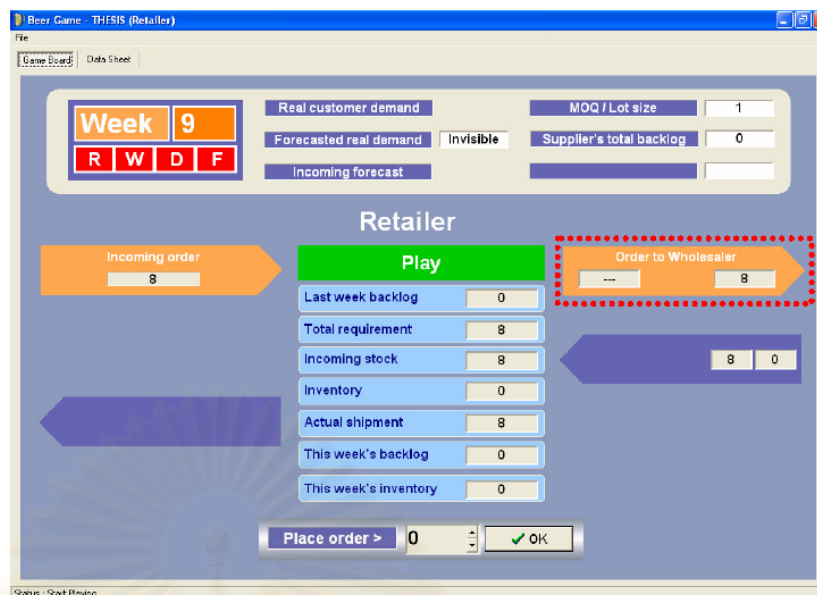 Beer Game - THESIS (Retailer)
File
Game Board Data Sheet
Week 9
R W D F
Real customer demand
Forecasted real demand Invisible
Incoming forecast
MOQ / Lot size 1
Supplier's total backlog 0
Retailer
Incoming order
8
Play
Order to Wholesaler
--- 8
Last week backlog 0
Total requirement 8
Incoming stock 8
8 0
Inventory 0
Actual shipment 8
This week's backlog 0
This week's inventory 0
Place order > 0 OK
Status : Start Playing